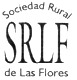 Sociedad Rural
SRLF
de Las Flores